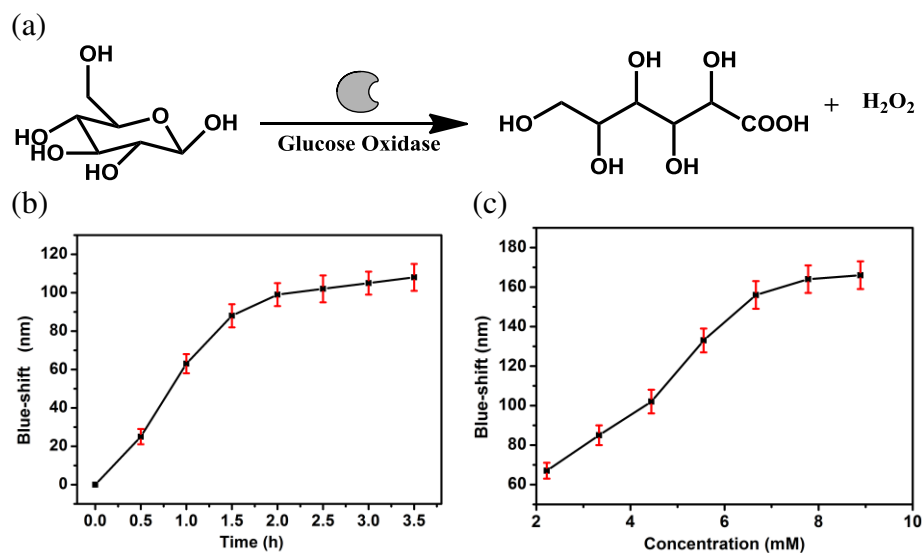 (a)
OH
HO
HO
HO
O
OH
Glucose Oxidase
OH OH OH
HO COOH + H₂O₂
OH OH
(b)
Blue-shift (nm)
120
100
80
60
40
20
0
0.0 0.5 1.0 1.5 2.0 2.5 3.0 3.5
Time (h)
(c)
Blue-shift (nm)
180
160
140
120
100
80
60
2 4 6 8 10
Concentration (mM)